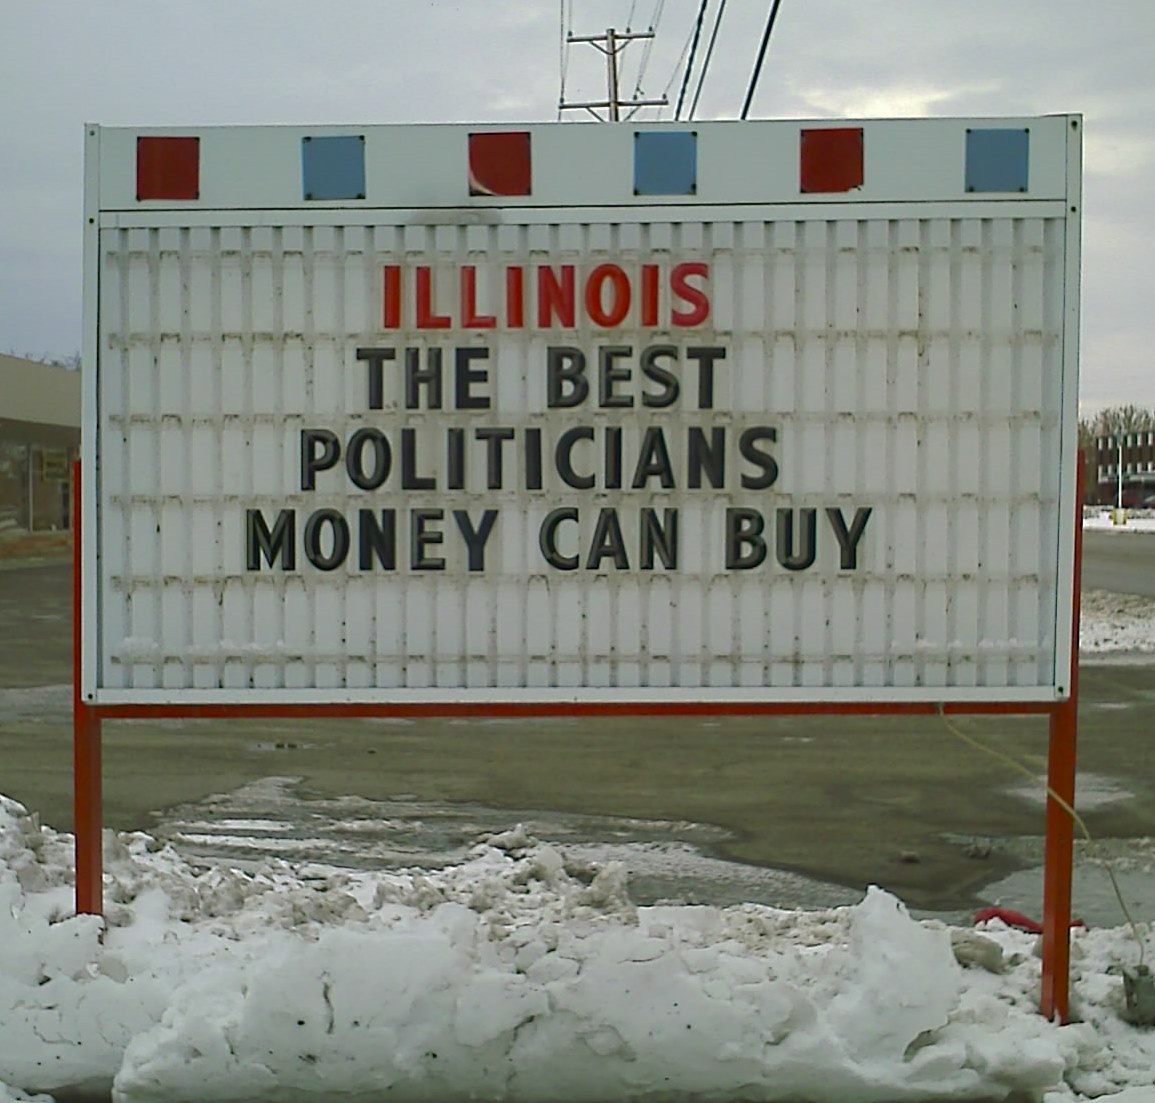 ILLINOIS
THE BEST
POLITICIANS
MONEY CAN BUY